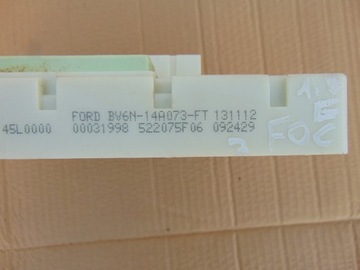 FORD BV6N-14A073-FT 131112
45L0000 00031998 522075F06 092429